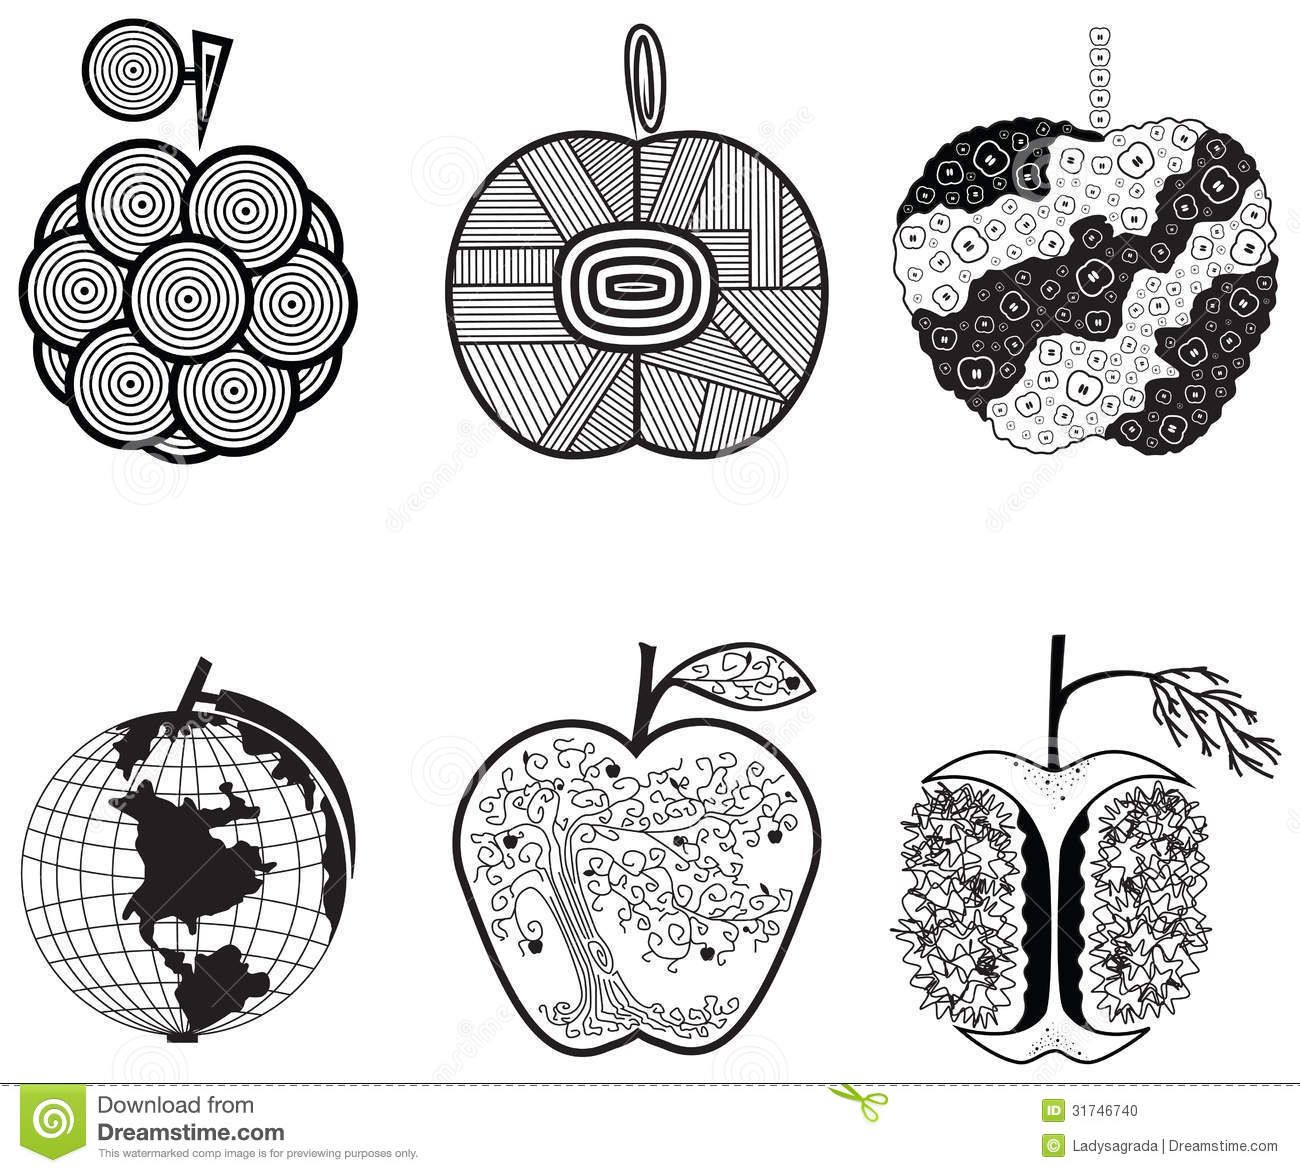 Download from
Dreamstime.com
This watermarked comp image is for previewing purposes only.
ID 31746740
© Ladysagrada | Dreamstime.com